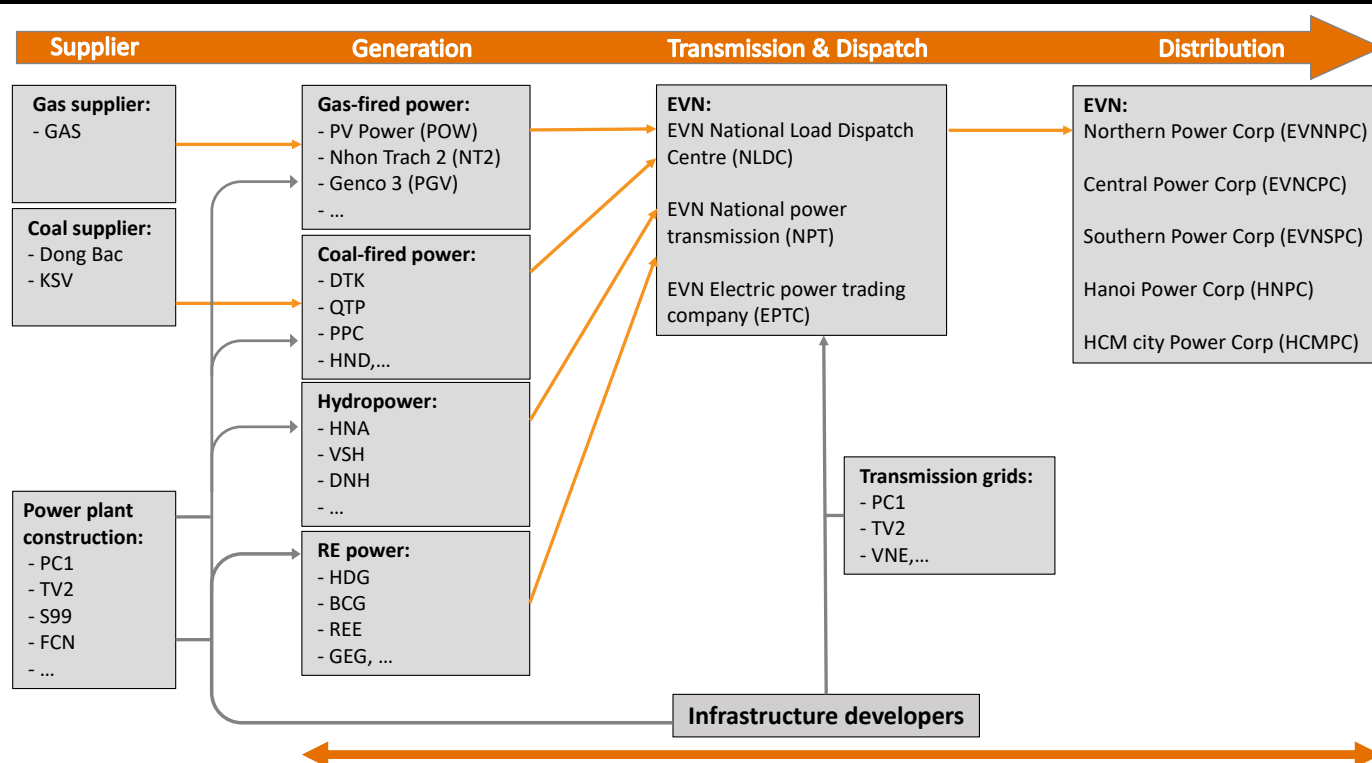 Supplier
Generation
Transmission & Dispatch
Distribution
Gas supplier:
- GAS
Coal supplier:
- Dong Bac
- KSV
Power plant
construction:
- PC1
- TV2
- S99
- FCN
- ...
Gas-fired power:
- PV Power (POW)
- Nhon Trach 2 (NT2)
- Genco 3 (PGV)
- ...
Coal-fired power:
- DTK
- QTP
- PPC
- HND,...
Hydropower:
- HNA
- VSH
- DNH
- ...
RE power:
- HDG
- BCG
- REE
- GEG, ...
EVN:
EVN National Load Dispatch
Centre (NLDC)
EVN National power
transmission (NPT)
EVN Electric power trading
company (EPTC)
Transmission grids:
- PC1
- TV2
- VNE,...
Infrastructure developers
EVN:
Northern Power Corp (EVNNPC)
Central Power Corp (EVNCPC)
Southern Power Corp (EVNSPC)
Hanoi Power Corp (HNPC)
HCM city Power Corp (HCMPC)